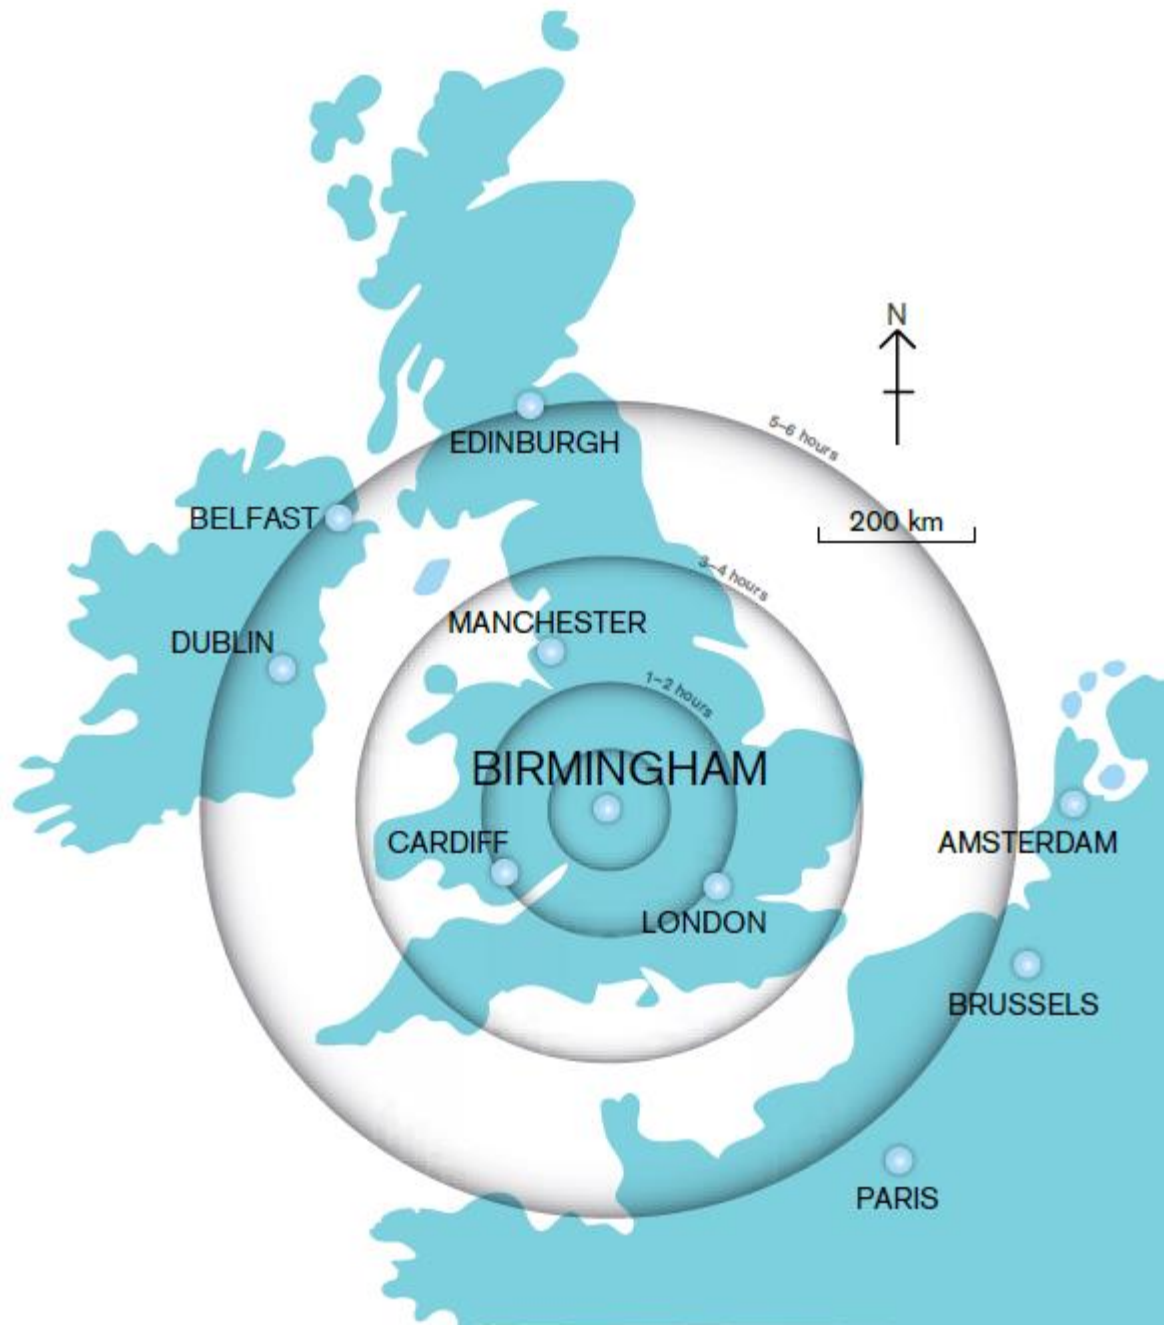 N
5–6 hours
EDINBURGH
BELFAST
200 km
3–4 hours
MANCHESTER
DUBLIN
1–2 hours
BIRMINGHAM
CARDIFF
AMSTERDAM
LONDON
BRUSSELS
PARIS